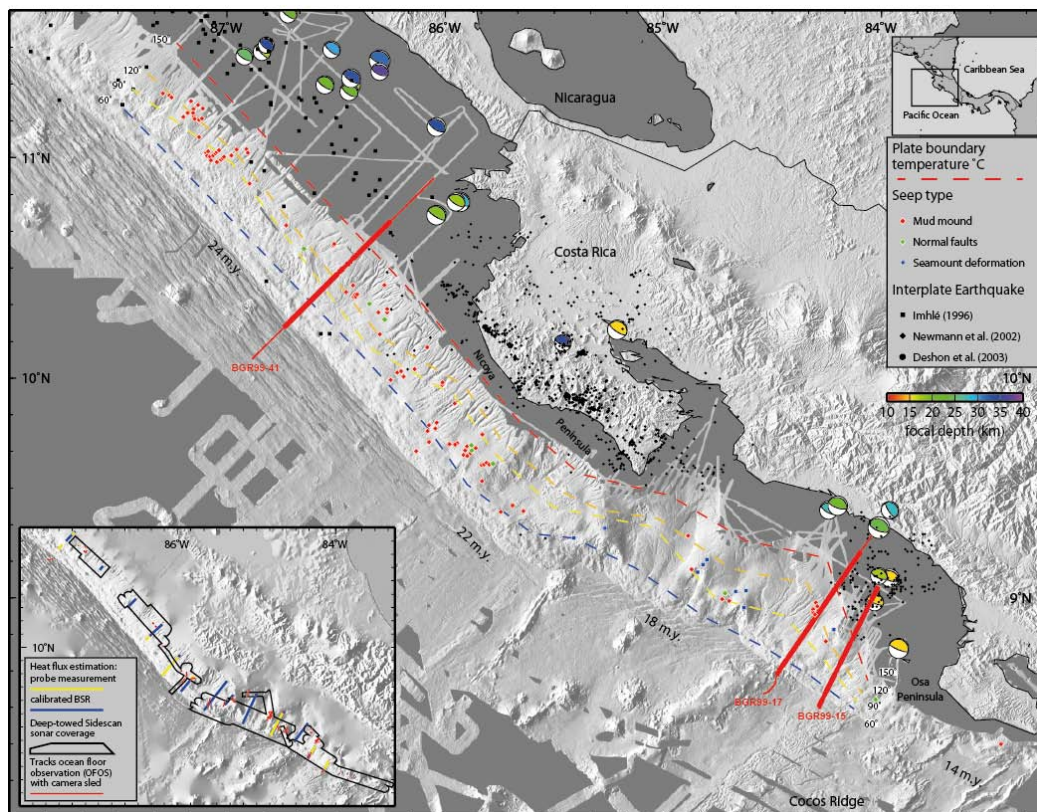 87°W
86°W
85°W
84°W
150
120
90
60°
11°N
10°N
24 m.y.
BGR99-41
Nicaragua
Costa Rica
Nicoya
Peninsula
22 m.y.
18 m.y.
BGR99-17
BGR99-15
150
120
90
60°
Osa
Peninsula
14 m.y.
Cocos Ridge
9°N
10°N
Caribbean Sea
Pacific Ocean
Plate boundary
temperature °C
Seep type
Mud mound
Normal faults
Seamount deformation
Interplate Earthquake
Imhlé (1996)
Newmann et al. (2002)
Deshon et al. (2003)
10 15 20 25 30 35 40
focal depth (km)
86°W
84°W
10°N
Heat flux estimation:
probe measurement
calibrated BSR
Deep-towed Sidescan
sonar coverage
Tracks ocean floor
observation (OFOS)
with camera sled